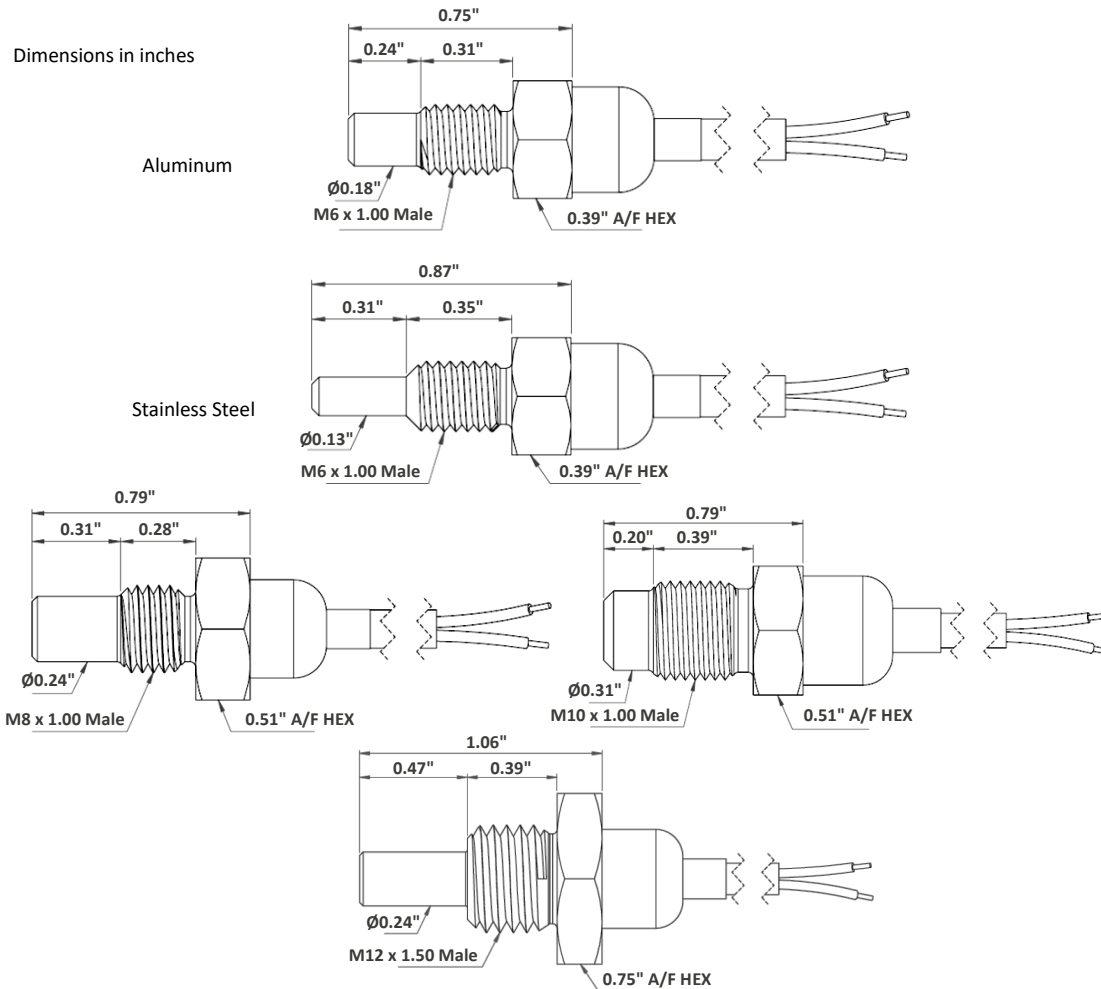 Dimensions in inches
0.75"
0.24"
0.31"
Aluminum
Ø0.18"
M6 x 1.00 Male
0.39" A/F HEX
0.87"
0.31"
0.35"
Stainless Steel
Ø0.13"
M6 x 1.00 Male
0.39" A/F HEX
0.79"
0.31"
0.28"
Ø0.24"
M8 x 1.00 Male
0.51" A/F HEX
0.79"
0.20"
0.39"
Ø0.31"
M10 x 1.00 Male
0.51" A/F HEX
1.06"
0.47"
0.39"
Ø0.24"
M12 x 1.50 Male
0.75" A/F HEX